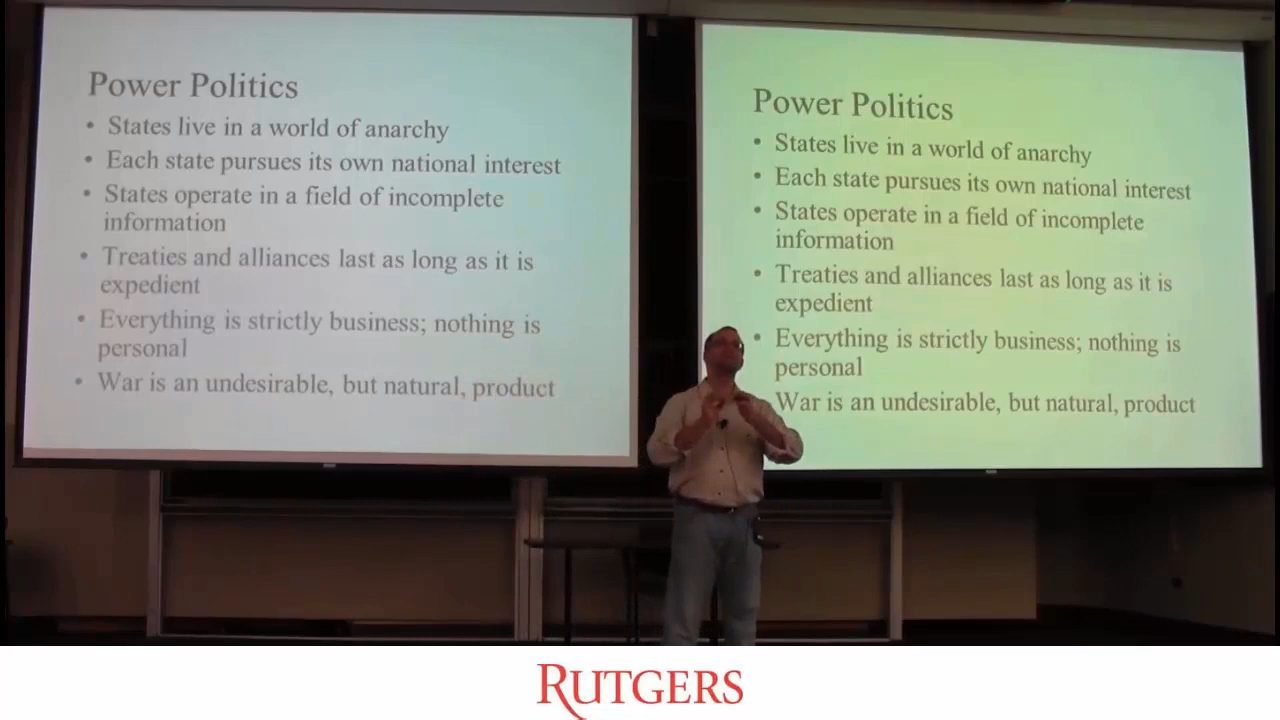 Power Politics
• States live in a world of anarchy
• Each state pursues its own national interest
• States operate in a field of incomplete
information
• Treaties and alliances last as long as it is
expedient
• Everything is strictly business; nothing is
personal
• War is an undesirable, but natural, product
Power Politics
• States live in a world of anarchy
• Each state pursues its own national interest
• States operate in a field of incomplete
information
• Treaties and alliances last as long as it is
expedient
• Everything is strictly business; nothing is
personal
War is an undesirable, but natural, product
RUTGERS